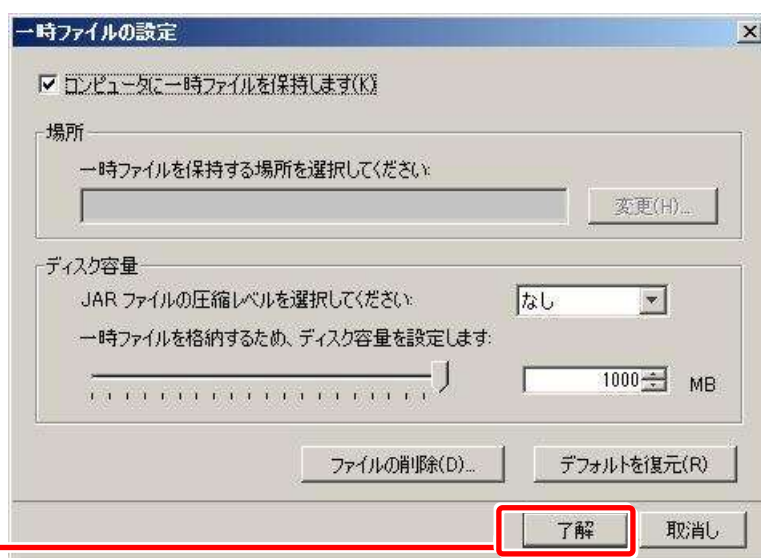 一時ファイルの設定
コンピュータに一時ファイルを保持します(K)
場所
一時ファイルを保持する場所を選択してください:
変更(H)...
ディスク容量
JAR ファイルの圧縮レベルを選択してください: なし
一時ファイルを格納するため、ディスク容量を設定します:
1000 MB
ファイルの削除(D)... デフォルトを復元(R)
了解 取消し